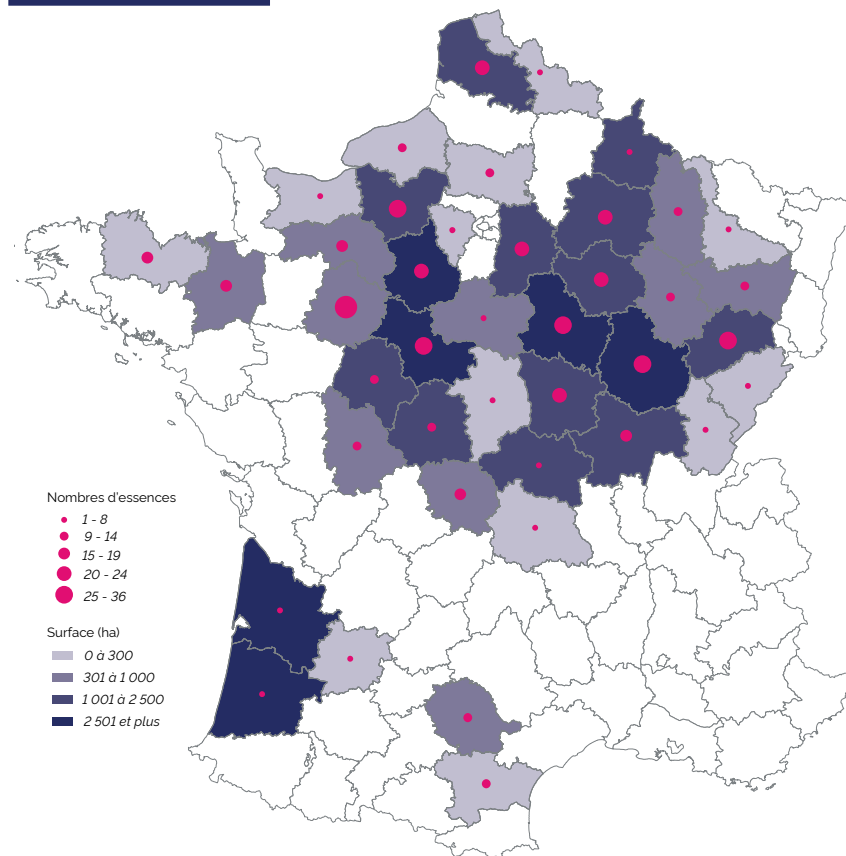 Nombres d'essences
1 - 8
9 - 14
15 - 19
20 - 24
25 - 36
Surface (ha)
0 à 300
301 à 1 000
1 001 à 2 500
2 501 et plus